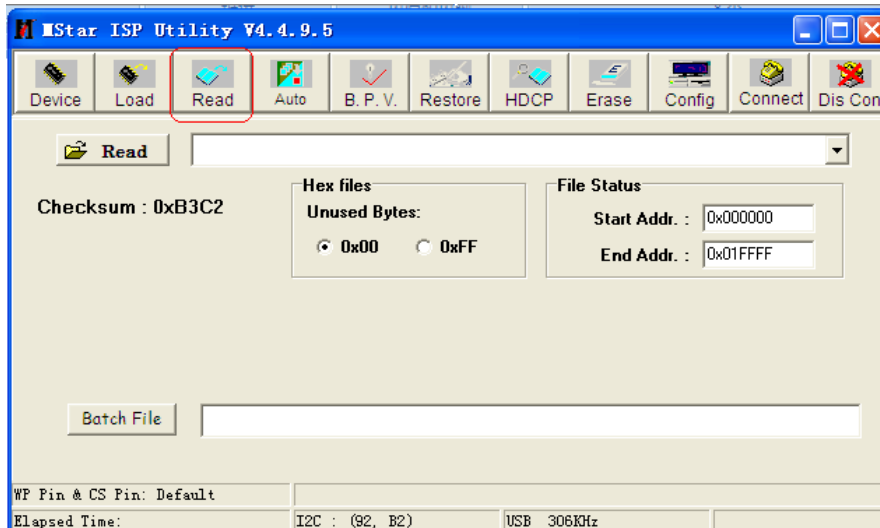 MStar ISP Utility V4.4.9.5
Device Load Read Auto B. P. V. Restore HDCP Erase Config Connect Dis Con
Read
Checksum : 0xB3C2
Hex files
Unused Bytes:
0x00 0xFF
File Status
Start Addr. : 0x000000
End Addr. : 0x01FFFF
Batch File
WP Pin & CS Pin: Default
Elapsed Time: I2C : (92, B2) USB 306KHz